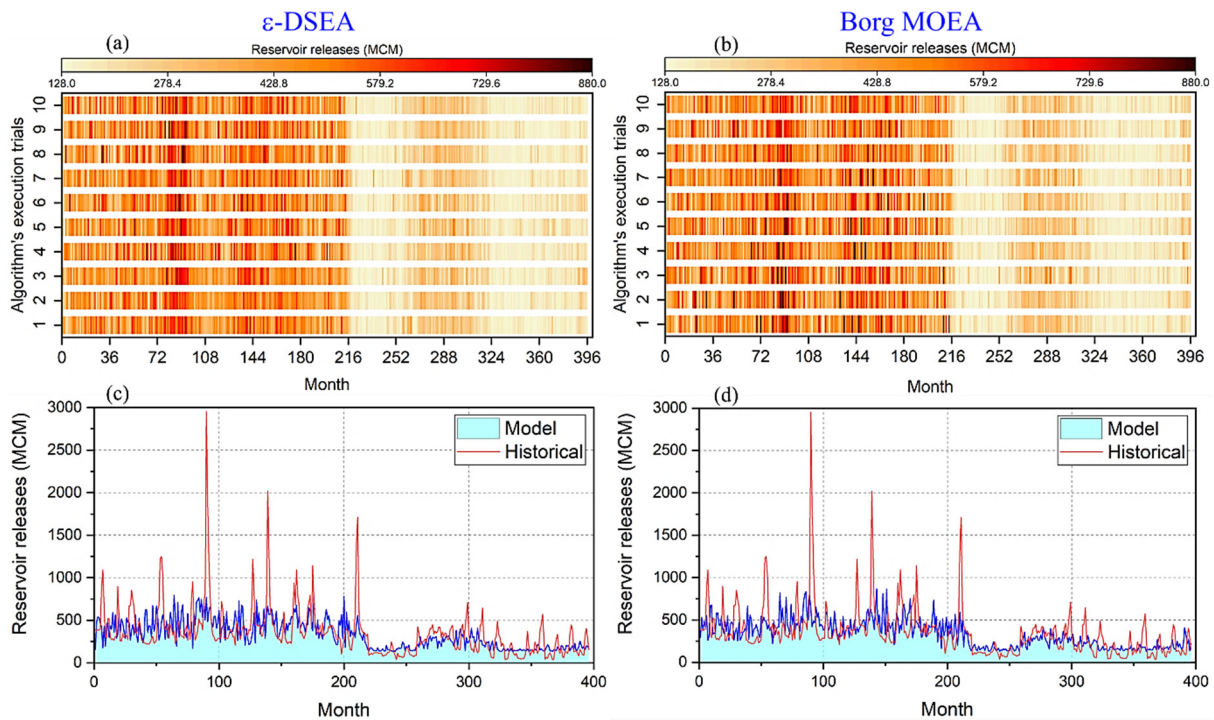 ε-DSEA
Borg MOEA
(a)
Reservoir releases (MCM)
128.0 278.4 428.8 579.2 729.6 880.0
Algorithm's execution trials
10
9
8
7
6
5
4
3
2
1
0 36 72 108 144 180 216 252 288 324 360 396
Month
(b)
Reservoir releases (MCM)
128.0 278.4 428.8 579.2 729.6 880.0
Algorithm's execution trials
10
9
8
7
6
5
4
3
2
1
0 36 72 108 144 180 216 252 288 324 360 396
Month
(c)
Reservoir releases (MCM)
3000
2500
2000
1500
1000
500
0
Model
Historical
0 100 200 300 400
Month
(d)
Reservoir releases (MCM)
3000
2500
2000
1500
1000
500
0
Model
Historical
0 100 200 300 400
Month